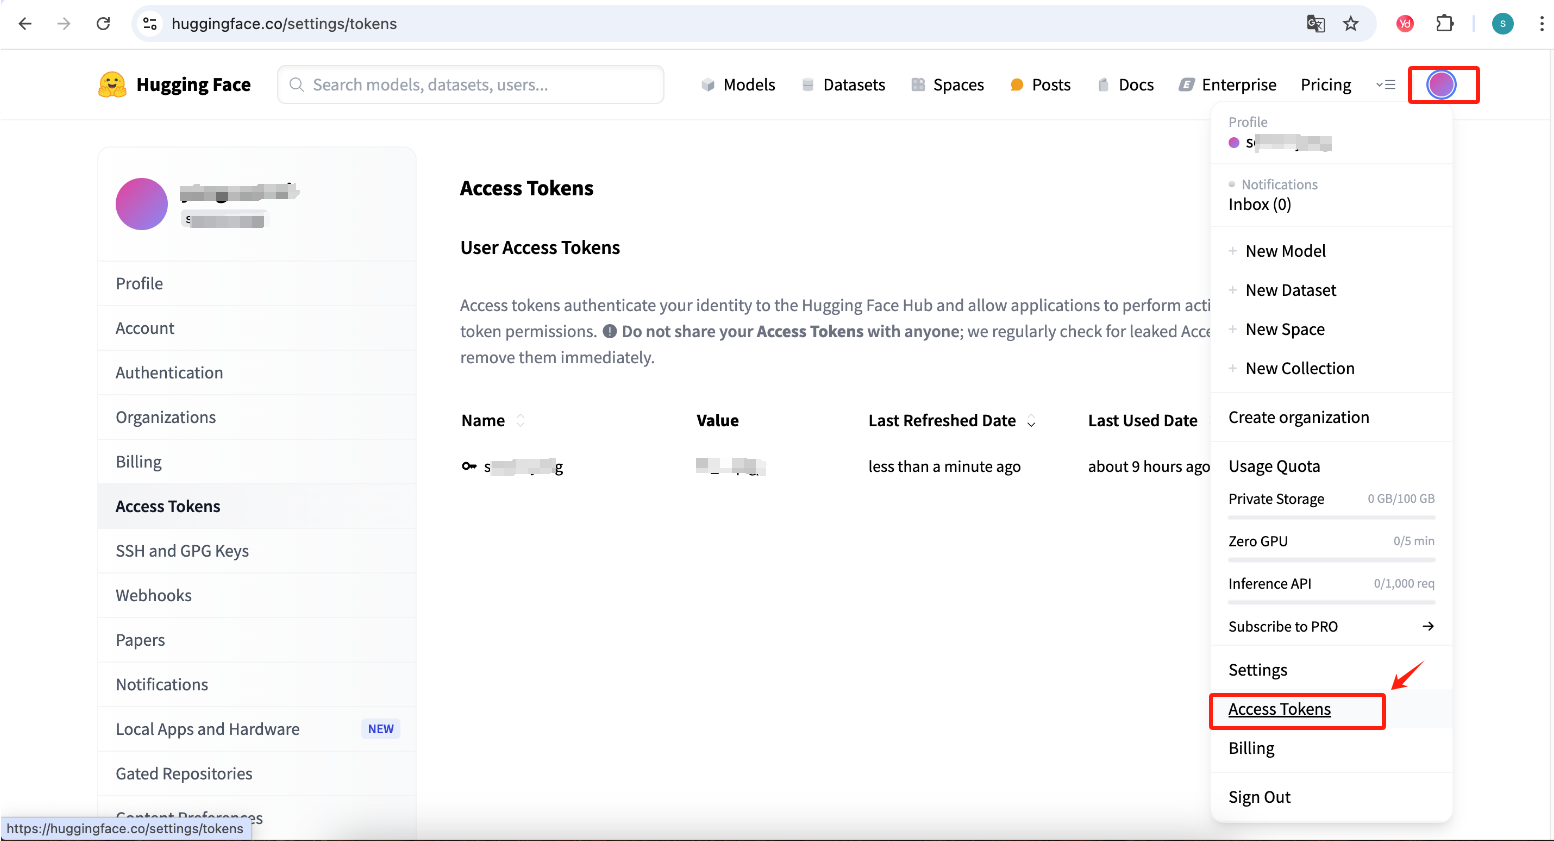 huggingface.co/settings/tokens
Yd
s
Hugging Face
Search models, datasets, users...
Models
Datasets
Spaces
Posts
Docs
Enterprise
Pricing
Profile
Account
Authentication
Organizations
Billing
Access Tokens
SSH and GPG Keys
Webhooks
Papers
Notifications
Local Apps and Hardware NEW
Gated Repositories
Content Preferences
https://huggingface.co/settings/tokens
Access Tokens
User Access Tokens
Access tokens authenticate your identity to the Hugging Face Hub and allow applications to perform acti
token permissions. Do not share your Access Tokens with anyone; we regularly check for leaked Acce
remove them immediately.
Name Value Last Refreshed Date Last Used Date
less than a minute ago about 9 hours ago
Profile
Notifications
Inbox (0)
+ New Model
+ New Dataset
+ New Space
+ New Collection
Create organization
Usage Quota
Private Storage 0 GB/100 GB
Zero GPU 0/5 min
Inference API 0/1,000 req
Subscribe to PRO →
Settings
Access Tokens
Billing
Sign Out